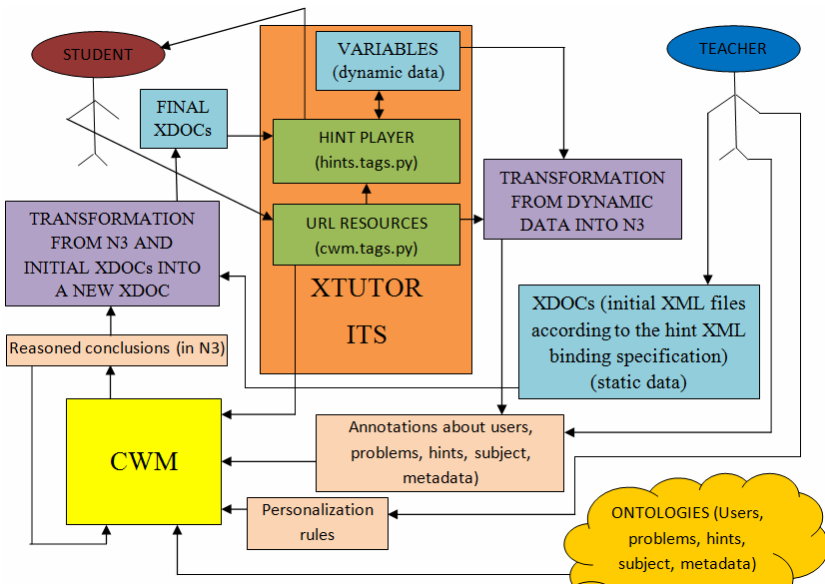 STUDENT
VARIABLES
(dynamic data)
TEACHER
FINAL
XDOCs
HINT PLAYER
(hints.tags.py)
TRANSFORMATION
FROM DYNAMIC
DATA INTO N3
TRANSFORMATION
FROM N3 AND
INITIAL XDOCs INTO
A NEW XDOC
URL RESOURCES
(cwm.tags.py)
XTUTOR
ITS
XDOCs (initial XML files
according to the hint XML
binding specification)
(static data)
Reasoned conclusions (in N3)
CWM
Annotations about users,
problems, hints, subject,
metadata)
Personalization
rules
ONTOLOGIES (Users,
problems, hints,
subject, metadata)